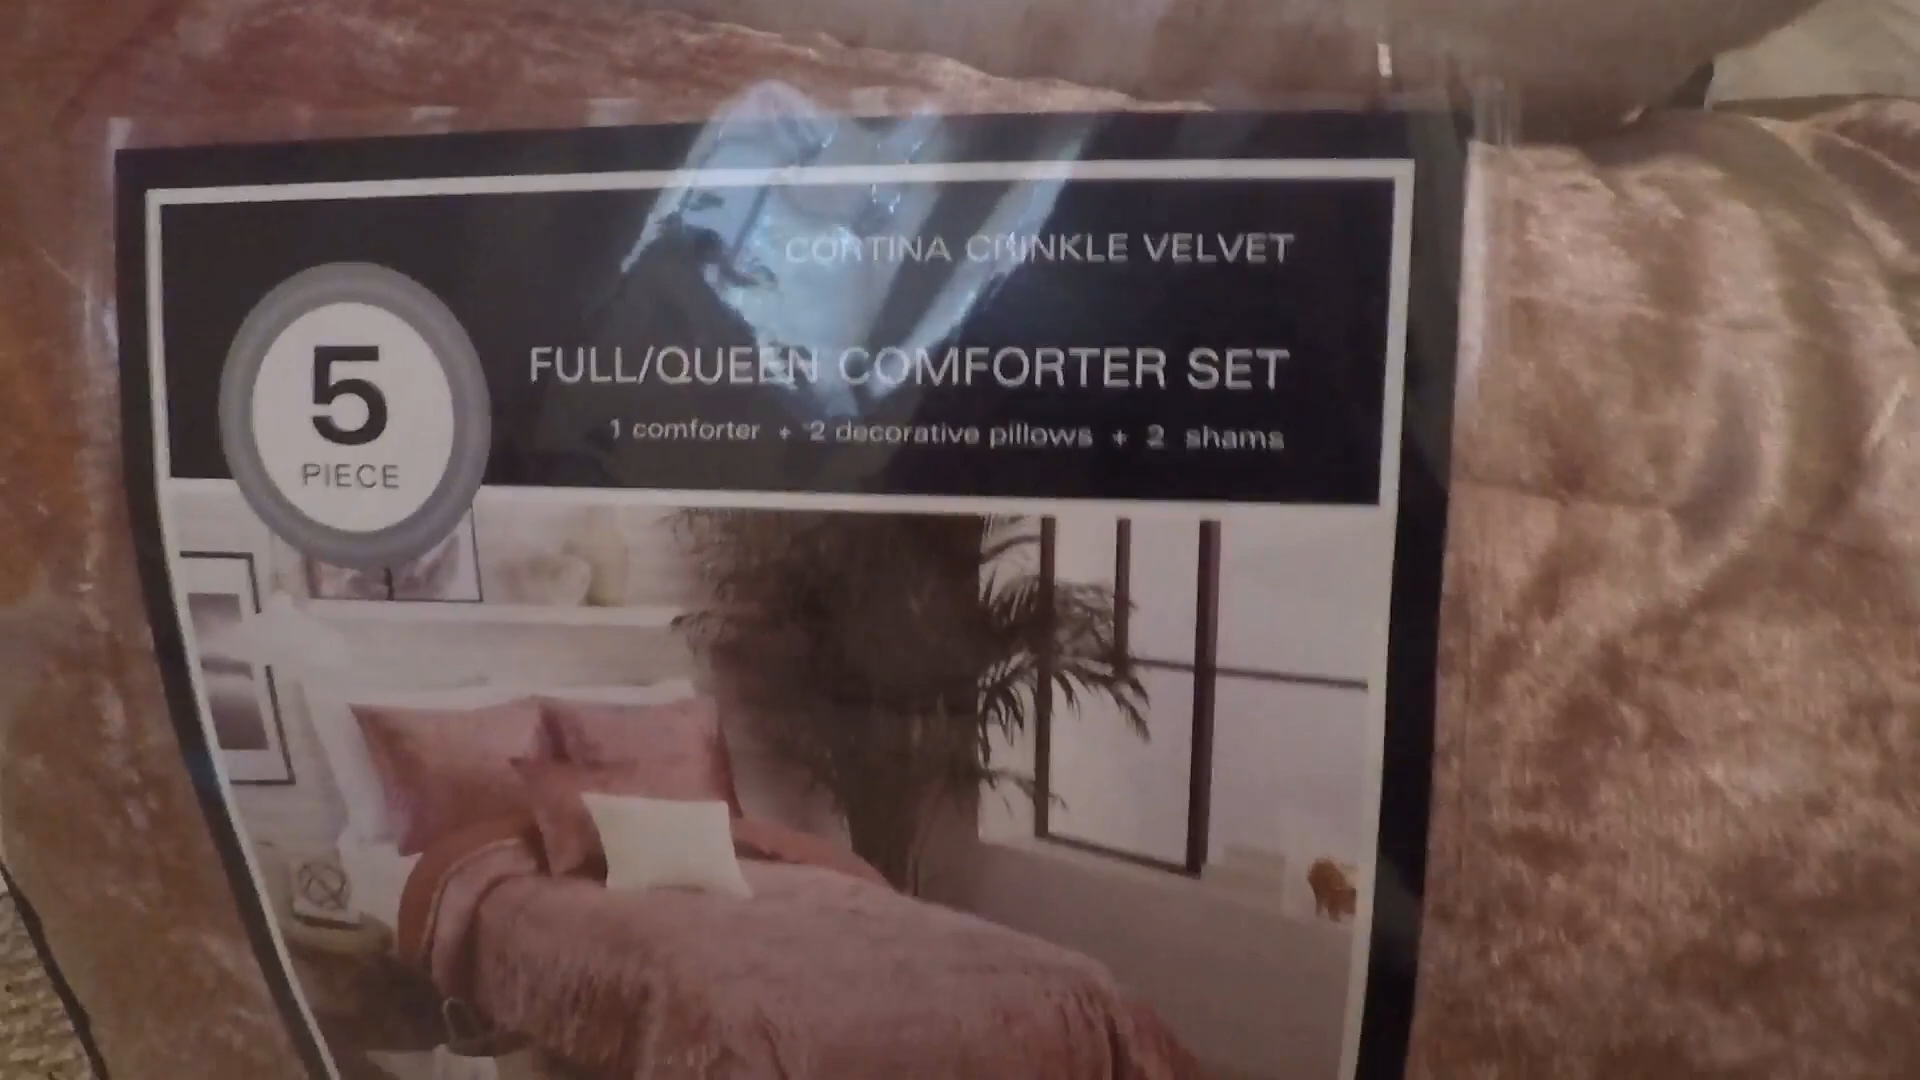 CORTINA CRINKLE VELVET
5
PIECE
FULL/QUEEN COMFORTER SET
1 comforter + 2 decorative pillows + 2 shams